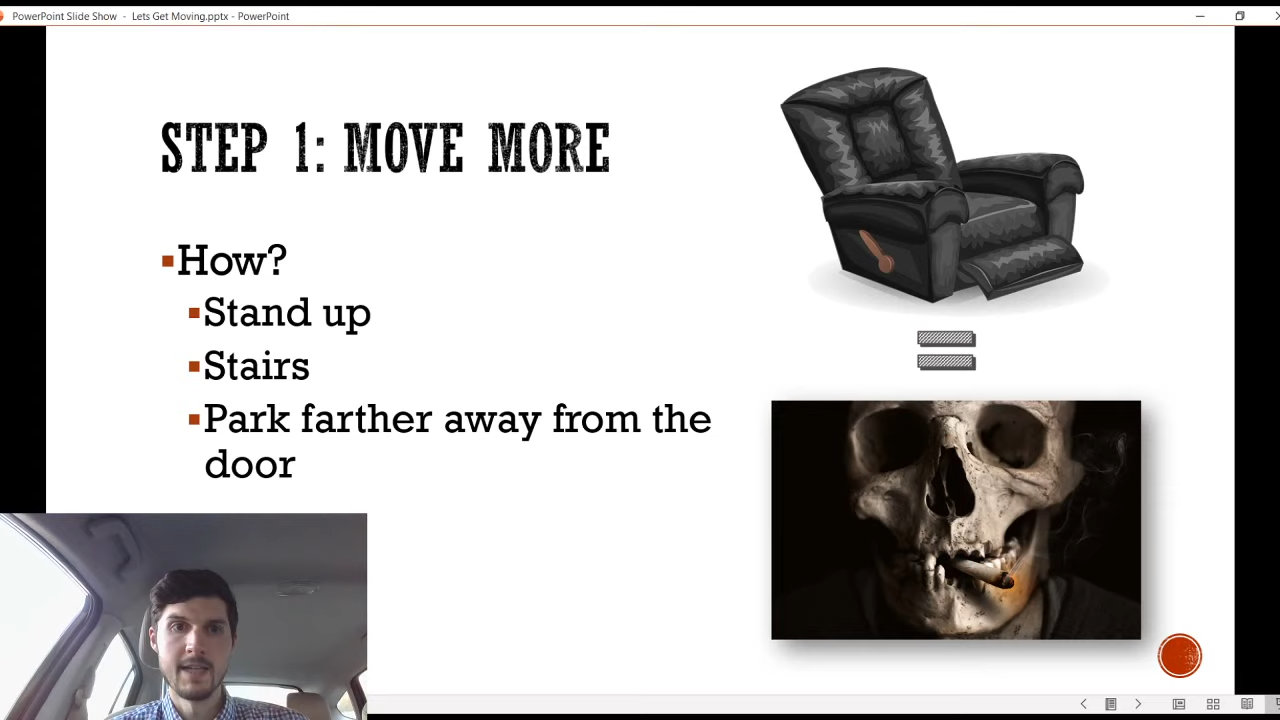 PowerPoint Slide Show - Lets Get Moving.pptx - PowerPoint
STEP 1: MOVE MORE
How?
Stand up
Stairs
Park farther away from the
door